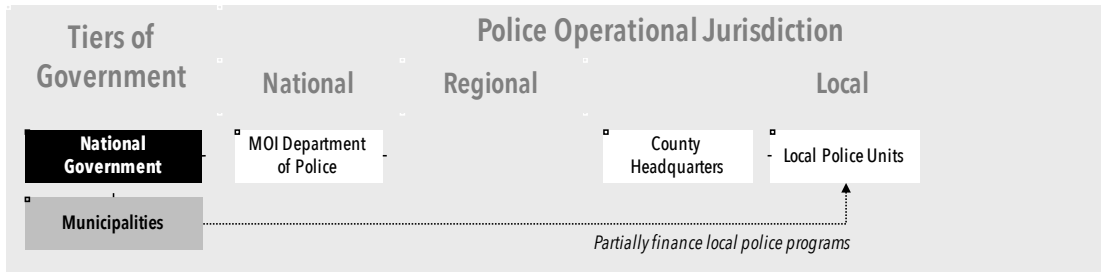 Tiers of
Government
Police Operational Jurisdiction
National
Regional
Local
National
Government
MOI Department
of Police
County
Headquarters
Local Police Units
Municipalities
Partially finance local police programs